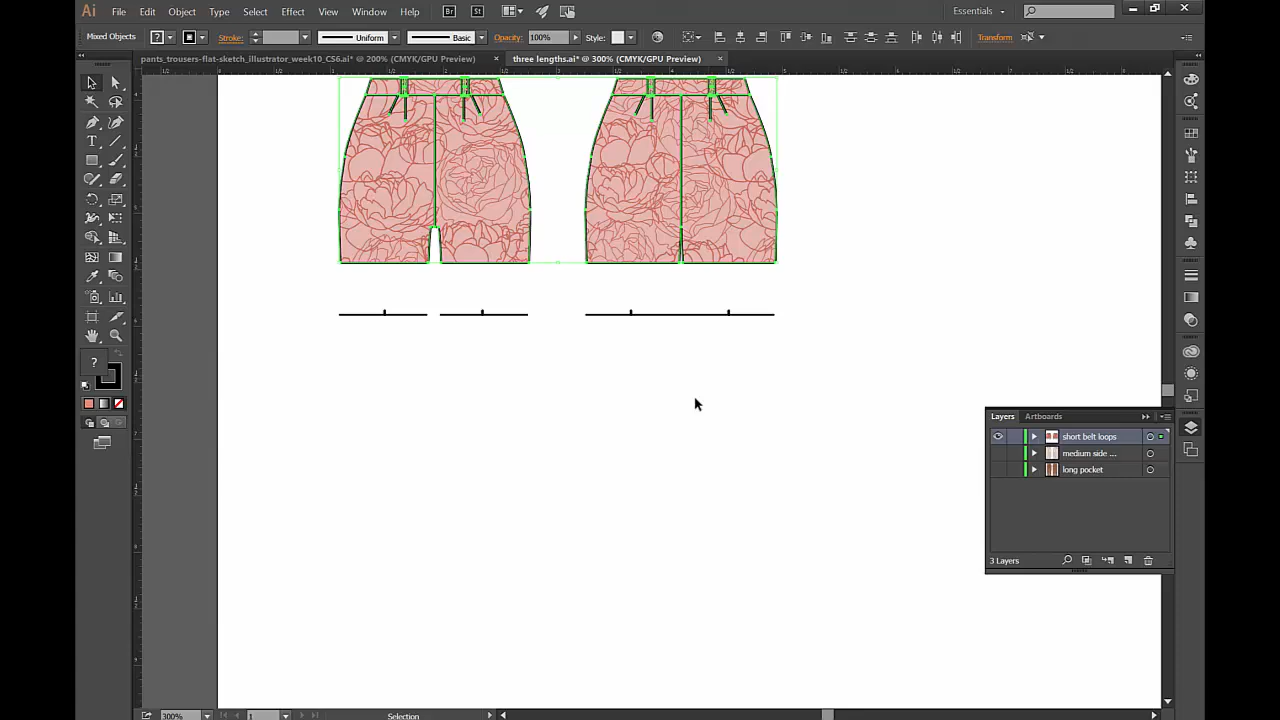 Ai File Edit Object Type Select Effect View Window Help Br St Essentials
Mixed Objects ? Stroke: Uniform Basic Opacity: 100% Style: Transform
pants_trousers-flat-sketch_illustrator_week10_CS6.ai* @ 200% (CMYK/GPU Preview) × three lengths.ai* @ 300% (CMYK/GPU Preview) ×
?
Layers Artboards
short belt loops
medium side ...
long pocket
3 Layers
300% 1 Selection